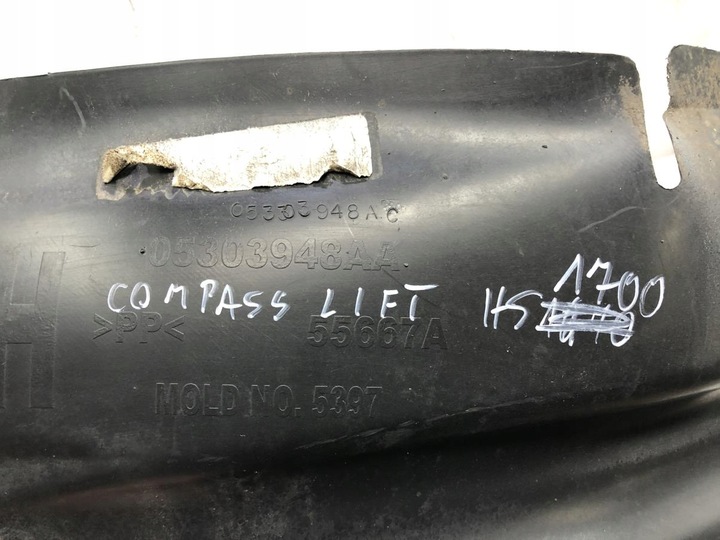 05303948AC
05303948AA
COMPASS LIFT HS 1700
>PP< 55667A
MOLD NO. 5397